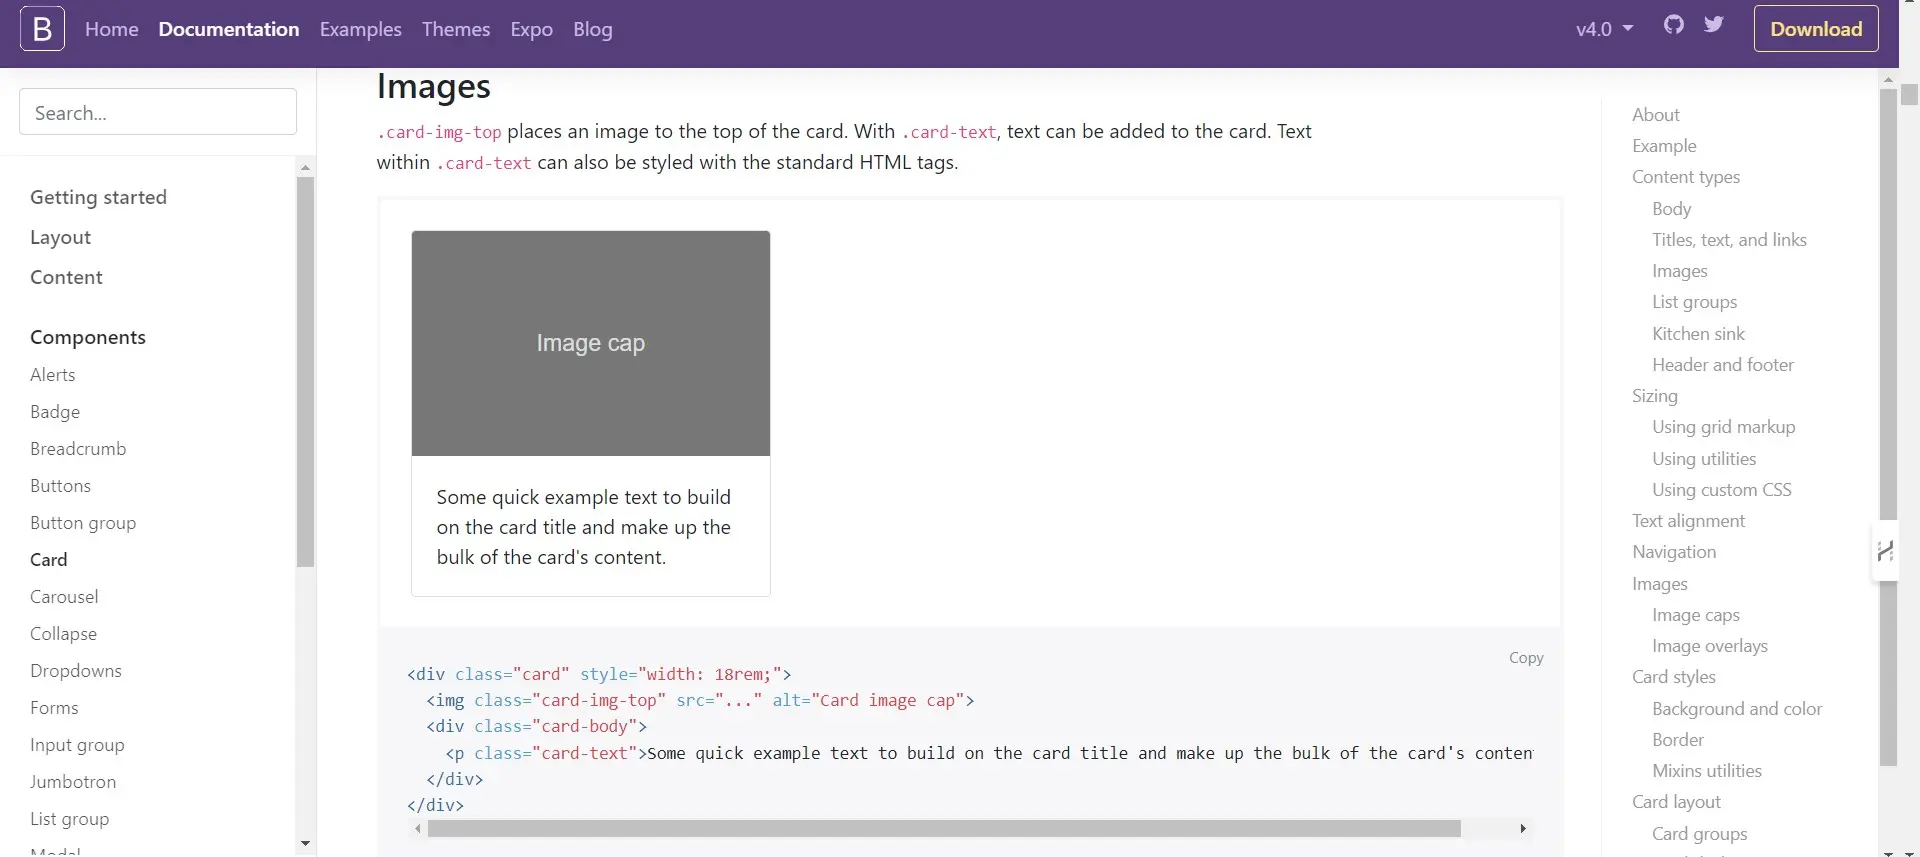 B Home Documentation Examples Themes Expo Blog v4.0 Download
Search...
Getting started
Layout
Content
Components
Alerts
Badge
Breadcrumb
Buttons
Button group
Card
Carousel
Collapse
Dropdowns
Forms
Input group
Jumbotron
List group
Modal
Images
.card-img-top places an image to the top of the card. With .card-text, text can be added to the card. Text
within .card-text can also be styled with the standard HTML tags.
Image cap
Some quick example text to build
on the card title and make up the
bulk of the card's content.
Copy
<div class="card" style="width: 18rem;">
  <img class="card-img-top" src="..." alt="Card image cap">
  <div class="card-body">
    <p class="card-text">Some quick example text to build on the card title and make up the bulk of the card's content
  </div>
</div>
About
Example
Content types
Body
Titles, text, and links
Images
List groups
Kitchen sink
Header and footer
Sizing
Using grid markup
Using utilities
Using custom CSS
Text alignment
Navigation
Images
Image caps
Image overlays
Card styles
Background and color
Border
Mixins utilities
Card layout
Card groups